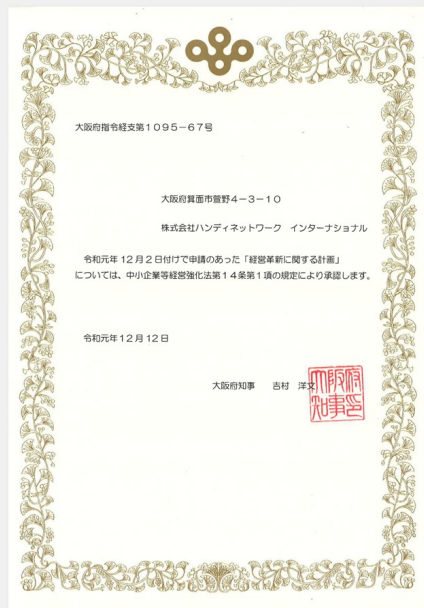 大阪府指令経支第1095－67号
大阪府箕面市萱野4－3－10
株式会社ハンディネットワーク　インターナショナル
令和元年12月2日付けで申請のあった「経営革新に関する計画」
については、中小企業等経営強化法第14条第1項の規定により承認します。
令和元年12月12日
大阪府知事　吉村　洋文
大阪府
知事印